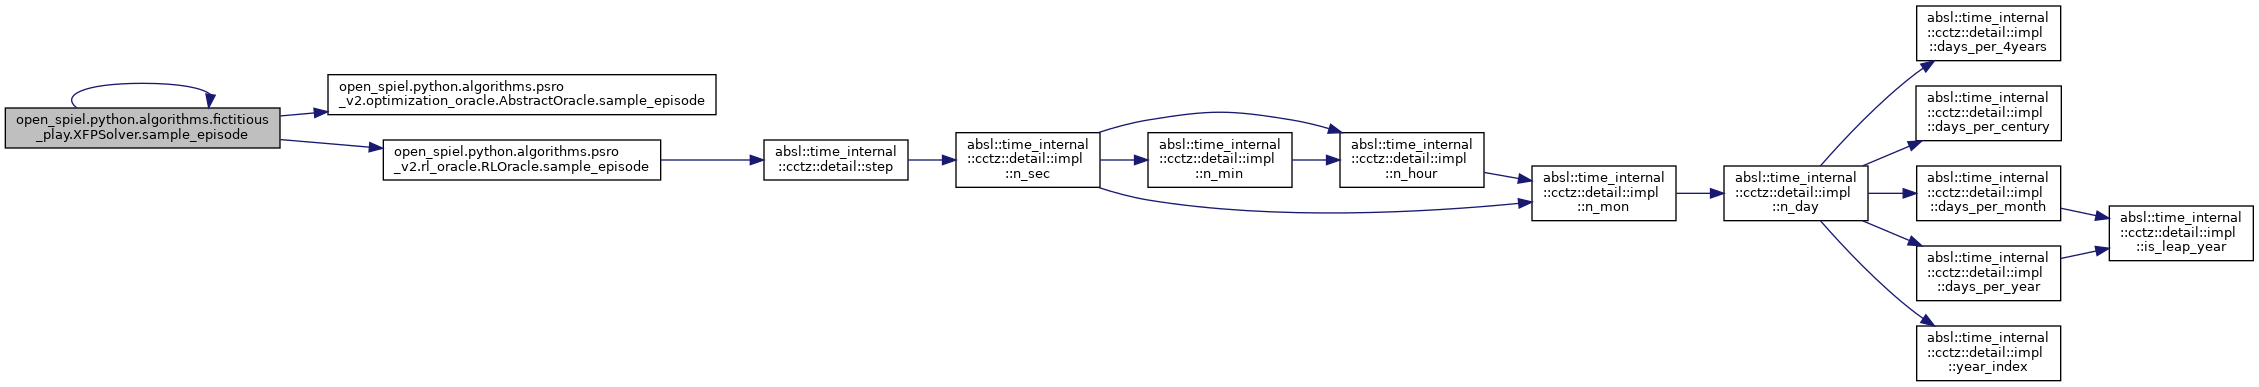 open_spiel.python.algorithms.fictitious
_play.XFPSolver.sample_episode
open_spiel.python.algorithms.psro
_v2.optimization_oracle.AbstractOracle.sample_episode
open_spiel.python.algorithms.psro
_v2.rl_oracle.RLOracle.sample_episode
absl::time_internal
::cctz::detail::step
absl::time_internal
::cctz::detail::impl
::n_sec
absl::time_internal
::cctz::detail::impl
::n_min
absl::time_internal
::cctz::detail::impl
::n_hour
absl::time_internal
::cctz::detail::impl
::n_mon
absl::time_internal
::cctz::detail::impl
::n_day
absl::time_internal
::cctz::detail::impl
::days_per_4years
absl::time_internal
::cctz::detail::impl
::days_per_century
absl::time_internal
::cctz::detail::impl
::days_per_month
absl::time_internal
::cctz::detail::impl
::days_per_year
absl::time_internal
::cctz::detail::impl
::year_index
absl::time_internal
::cctz::detail::impl
::is_leap_year